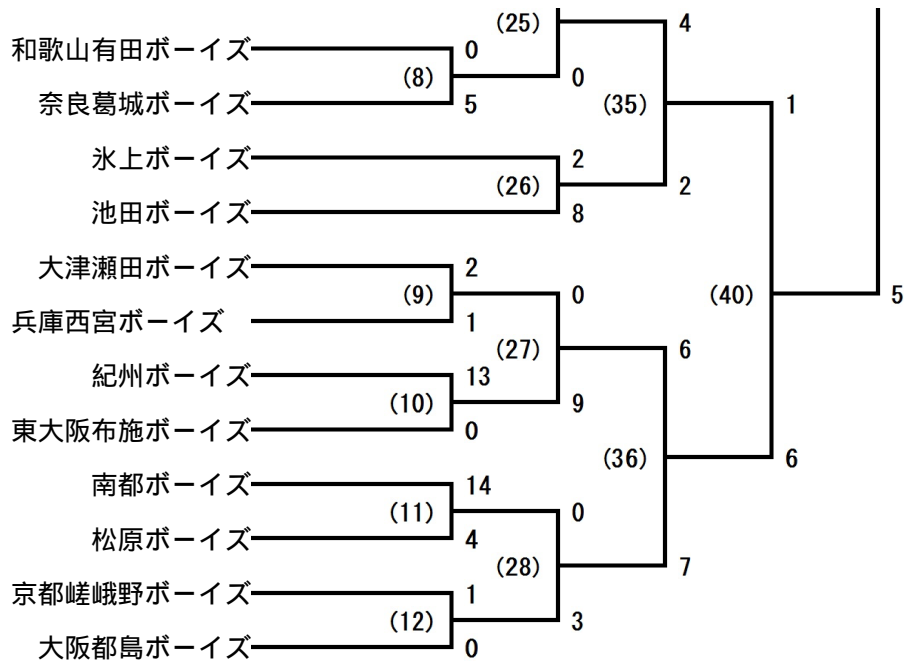 (25) 4
和歌山有田ボーイズ 0
(8) 0
奈良葛城ボーイズ 5 (35) 1
氷上ボーイズ 2
(26) 2
池田ボーイズ 8
大津瀬田ボーイズ 2
(9) 0 (40) 5
兵庫西宮ボーイズ 1
(27) 6
紀州ボーイズ 13
(10) 9
東大阪布施ボーイズ 0
(36) 6
南都ボーイズ 14
(11) 0
松原ボーイズ 4
(28) 7
京都嵯峨野ボーイズ 1
(12) 3
大阪都島ボーイズ 0